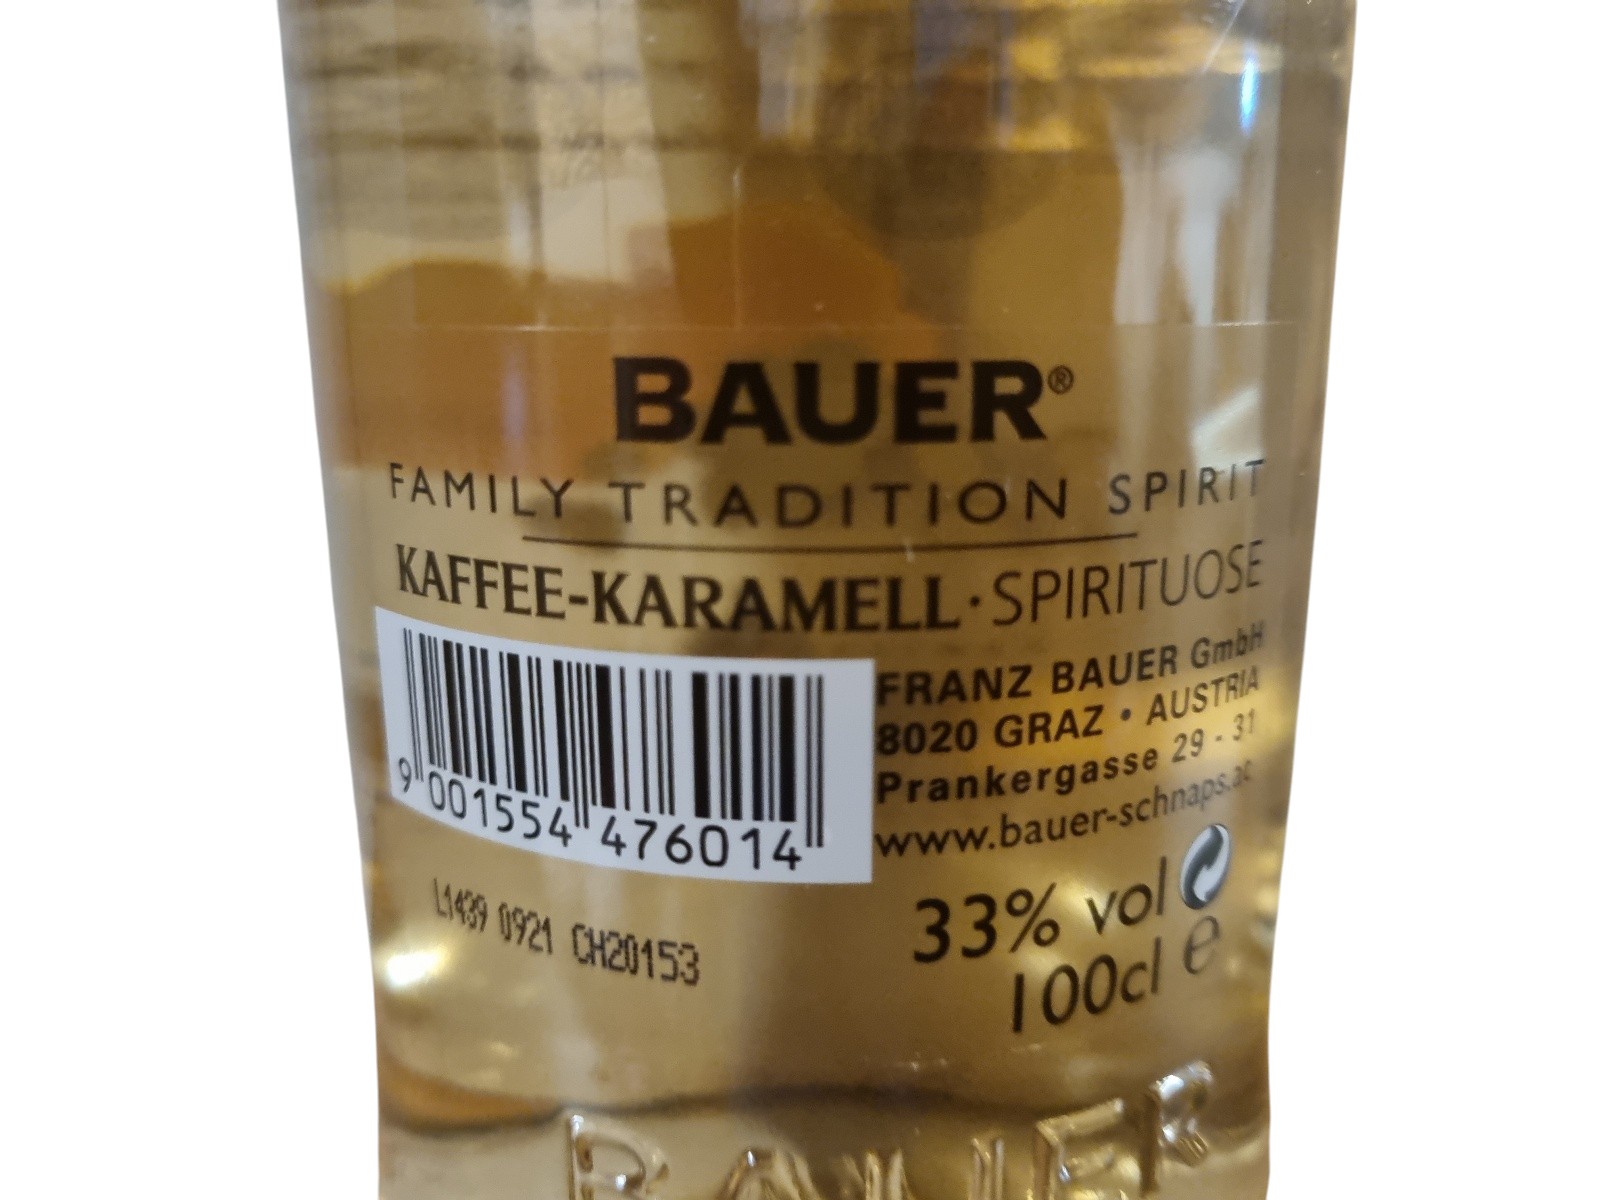 BAUER®
FAMILY TRADITION SPIRIT
KAFFEE-KARAMELL · SPIRITUOSE
FRANZ BAUER GmbH
8020 GRAZ • AUSTRIA
Prankergasse 29 - 31
www.bauer-schnaps.at
9 001554 476014
33% vol
100cl e
L1439 0921 CH20153
BAUER